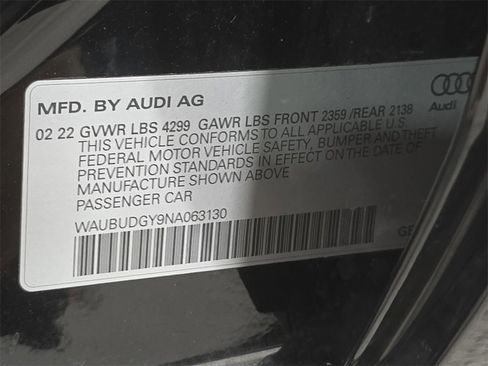 MFD. BY AUDI AG
Audi
02 22 GVWR LBS 4299 GAWR LBS FRONT 2359 /REAR 2138
THIS VEHICLE CONFORMS TO ALL APPLICABLE U.S.
FEDERAL MOTOR VEHICLE SAFETY, BUMPER AND THEFT
PREVENTION STANDARDS IN EFFECT ON THE DATE OF
MANUFACTURE SHOWN ABOVE
PASSENGER CAR
WAUBUDGY9NA063130